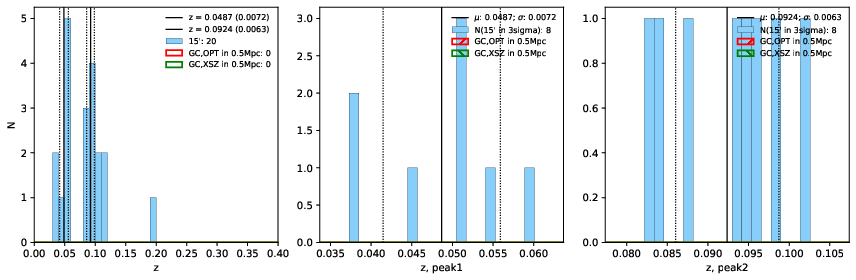 z = 0.0487 (0.0072)
z = 0.0924 (0.0063)
15': 20
GC,OPT in 0.5Mpc: 0
GC,XSZ in 0.5Mpc: 0
5
4
3
2
1
0
N
0.00 0.05 0.10 0.15 0.20 0.25 0.30 0.35 0.40
z
μ: 0.0487; σ: 0.0072
N(15' in 3sigma): 8
GC,OPT in 0.5Mpc
GC,XSZ in 0.5Mpc
3.0
2.5
2.0
1.5
1.0
0.5
0.0
0.035 0.040 0.045 0.050 0.055 0.060
z, peak1
μ: 0.0924; σ: 0.0063
N(15' in 3sigma): 8
GC,OPT in 0.5Mpc
GC,XSZ in 0.5Mpc
1.0
0.8
0.6
0.4
0.2
0.0
0.080 0.085 0.090 0.095 0.100 0.105
z, peak2